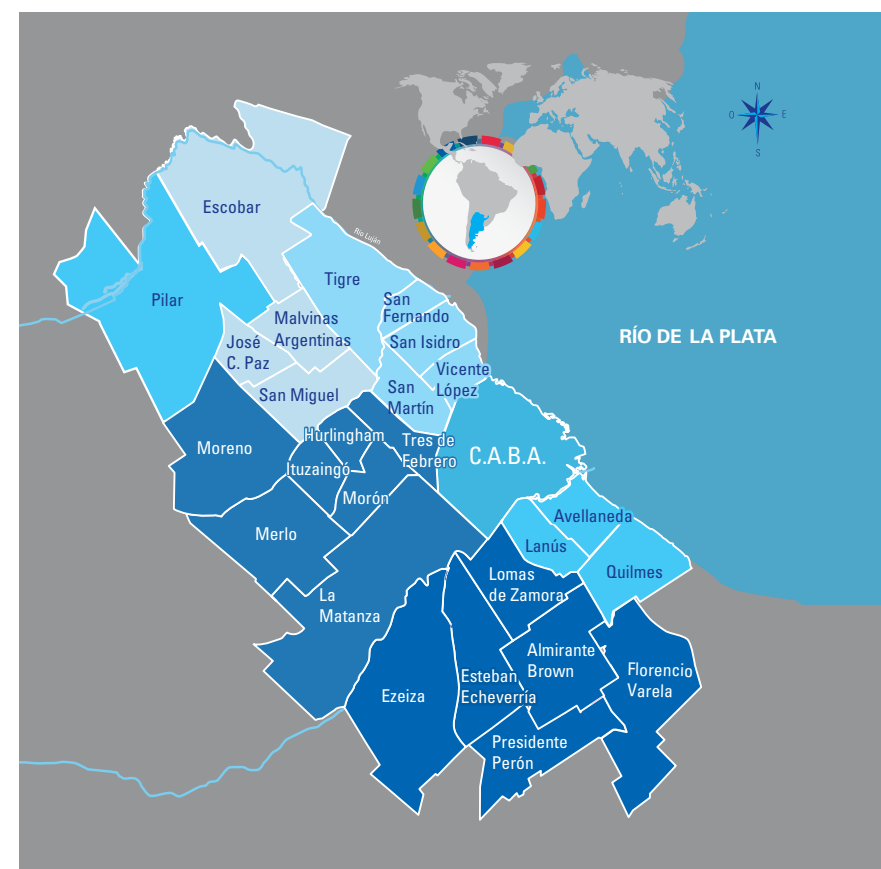 N
O
E
S
Escobar
Río Luján
Pilar
Tigre
San
Fernando
Malvinas
Argentinas
José
C. Paz
San Isidro
RÍO DE LA PLATA
Vicente
López
San Miguel
San
Martín
Hurlingham
Tres de
Febrero
Moreno
C.A.B.A.
Ituzaingó
Morón
Avellaneda
Merlo
Lanús
Quilmes
Lomas
de Zamora
La
Matanza
Almirante
Brown
Florencio
Varela
Esteban
Echeverría
Ezeiza
Presidente
Perón